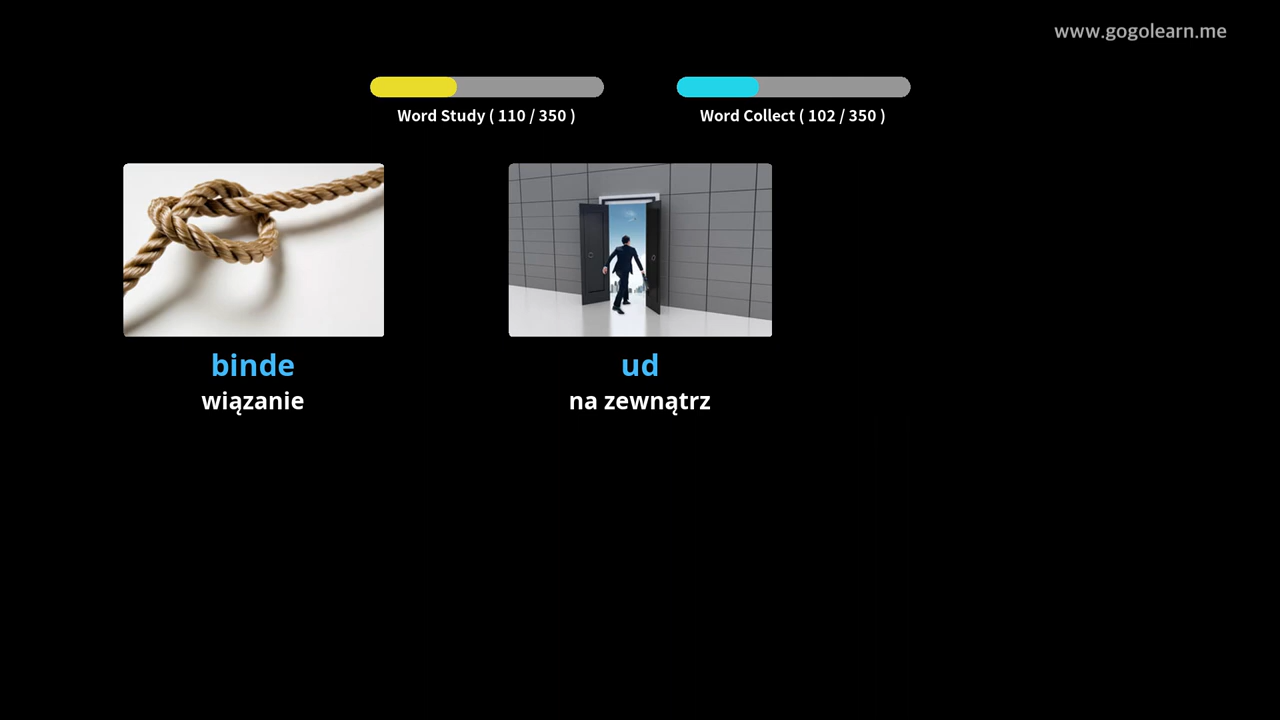 www.gogolearn.me
Word Study ( 110 / 350 )
Word Collect ( 102 / 350 )
binde
wiązanie
ud
na zewnątrz